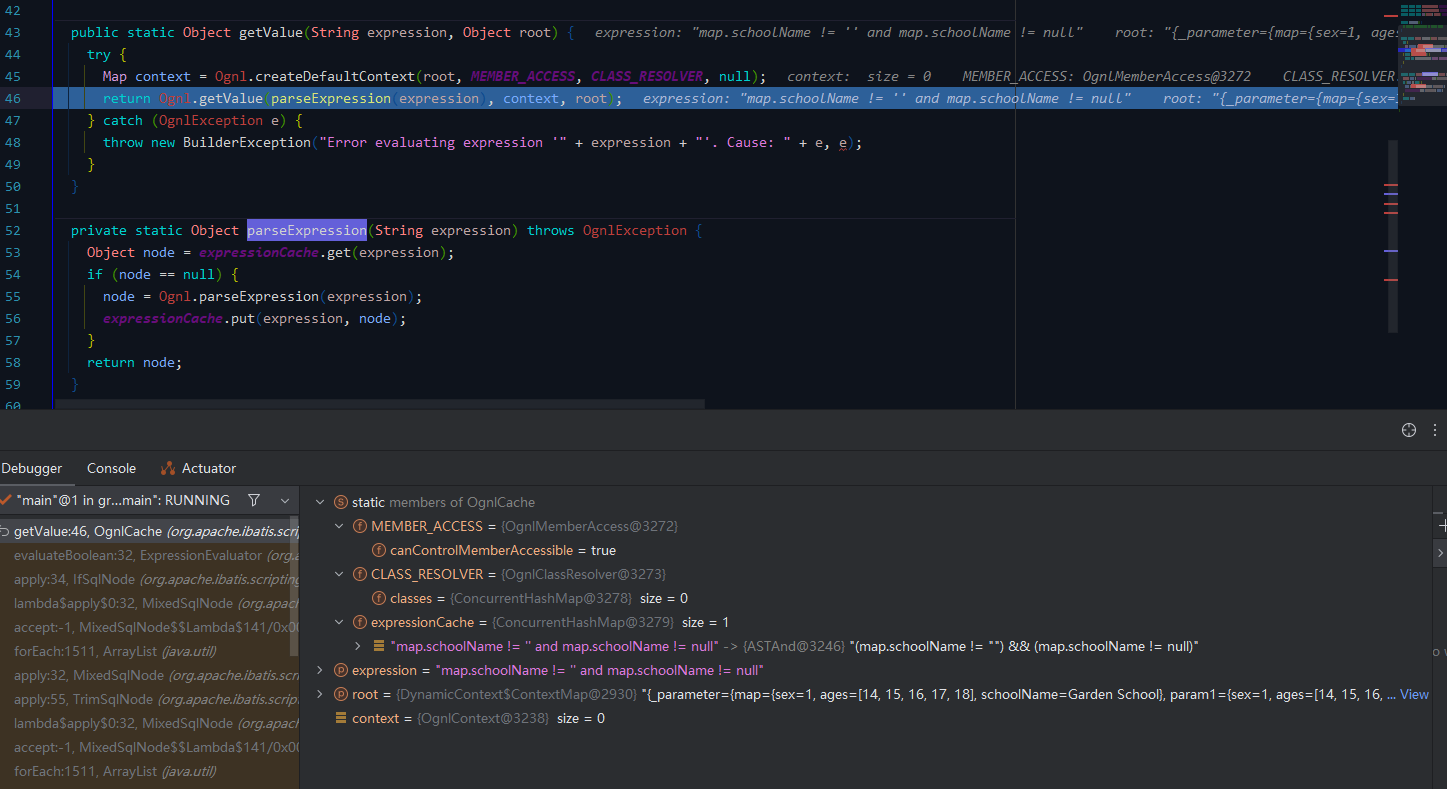 42
43 public static Object getValue(String expression, Object root) { expression: "map.schoolName != '' and map.schoolName != null" root: "{_parameter={map={sex=1, ages
44 try {
45 Map context = Ognl.createDefaultContext(root, MEMBER_ACCESS, CLASS_RESOLVER, null); context: size = 0 MEMBER_ACCESS: OgnlMemberAccess@3272 CLASS_RESOLVER:
46 return Ognl.getValue(parseExpression(expression), context, root); expression: "map.schoolName != '' and map.schoolName != null" root: "{_parameter={map={sex=1
47 } catch (OgnlException e) {
48 throw new BuilderException("Error evaluating expression '" + expression + "'. Cause: " + e, e);
49 }
50 }
51
52 private static Object parseExpression(String expression) throws OgnlException {
53 Object node = expressionCache.get(expression);
54 if (node == null) {
55 node = Ognl.parseExpression(expression);
56 expressionCache.put(expression, node);
57 }
58 return node;
59 }
60
Debugger Console Actuator
"main"@1 in gr...main": RUNNING
getValue:46, OgnlCache (org.apache.ibatis.scri
evaluateBoolean:32, ExpressionEvaluator (org.a
apply:34, IfSqlNode (org.apache.ibatis.scripting
lambda$apply$0:32, MixedSqlNode (org.apach
accept:-1, MixedSqlNode$$Lambda$141/0x00
forEach:1511, ArrayList (java.util)
apply:32, MixedSqlNode (org.apache.ibatis.scri
apply:55, TrimSqlNode (org.apache.ibatis.script
lambda$apply$0:32, MixedSqlNode (org.apach
accept:-1, MixedSqlNode$$Lambda$141/0x00
forEach:1511, ArrayList (java.util)
static members of OgnlCache
MEMBER_ACCESS = {OgnlMemberAccess@3272}
canControlMemberAccessible = true
CLASS_RESOLVER = {OgnlClassResolver@3273}
classes = {ConcurrentHashMap@3278} size = 0
expressionCache = {ConcurrentHashMap@3279} size = 1
"map.schoolName != '' and map.schoolName != null" -> {ASTAnd@3246} "(map.schoolName != "") && (map.schoolName != null)"
expression = "map.schoolName != '' and map.schoolName != null"
root = {DynamicContext$ContextMap@2930} "{_parameter={map={sex=1, ages=[14, 15, 16, 17, 18], schoolName=Garden School}, param1={sex=1, ages=[14, 15, 16, ... View
context = {OgnlContext@3238} size = 0